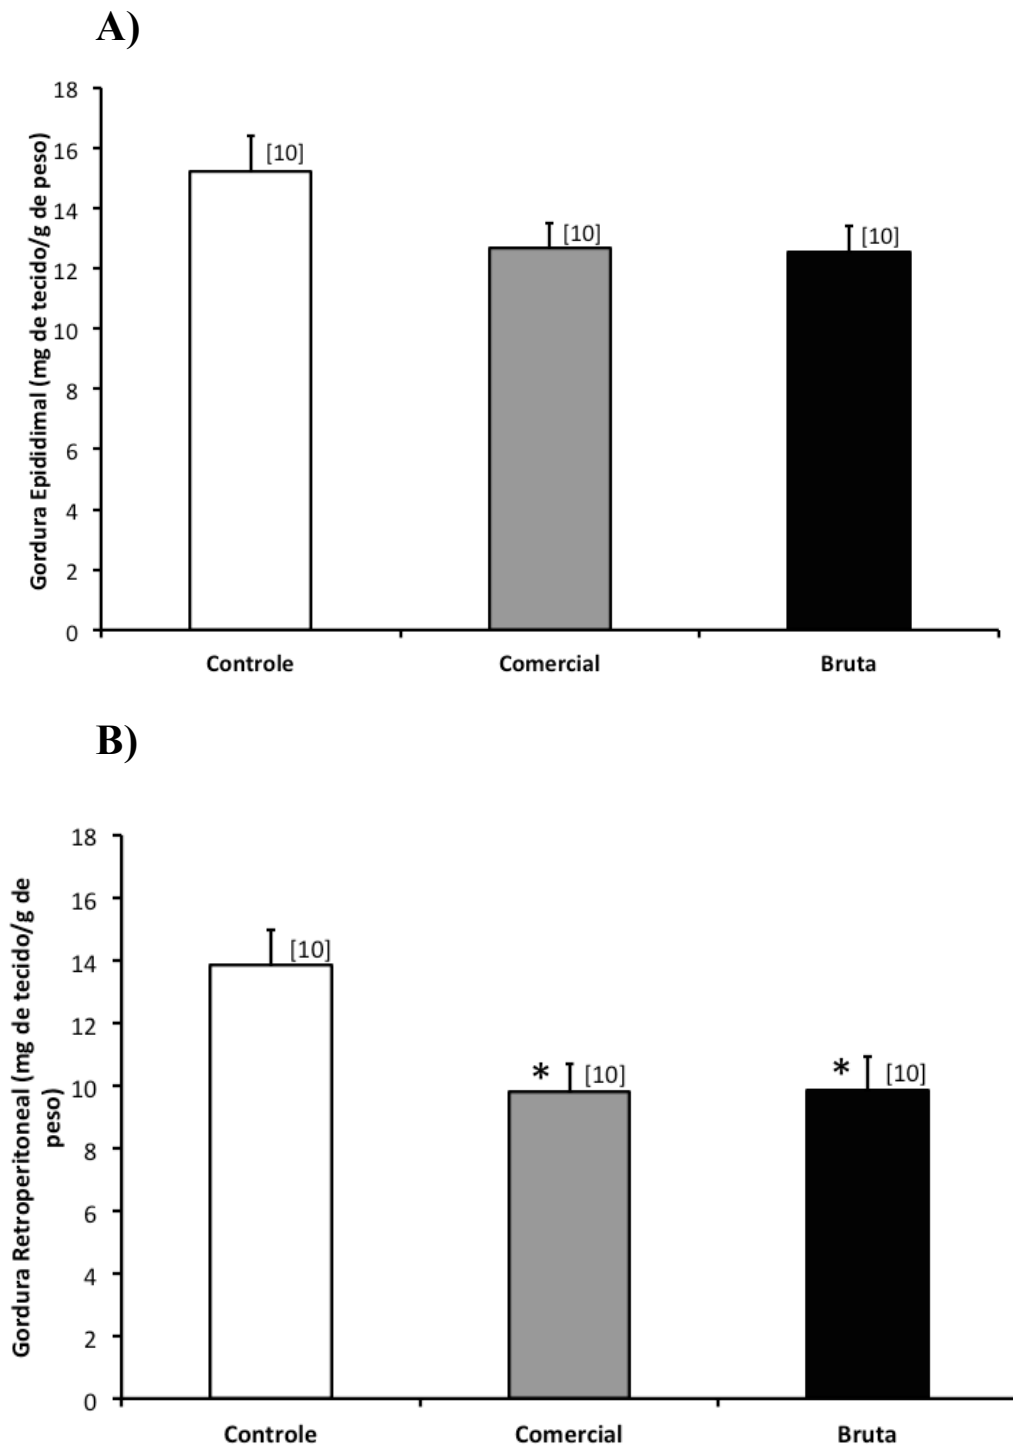 A)
Gordura Epididimal (mg de tecido/g de peso)
18
16
14
12
10
8
6
4
2
0
[10]
[10]
[10]
Controle
Comercial
Bruta
B)
Gordura Retroperitoneal (mg de tecido/g de
peso)
18
16
14
12
10
8
6
4
2
0
[10]
* [10]
* [10]
Controle
Comercial
Bruta